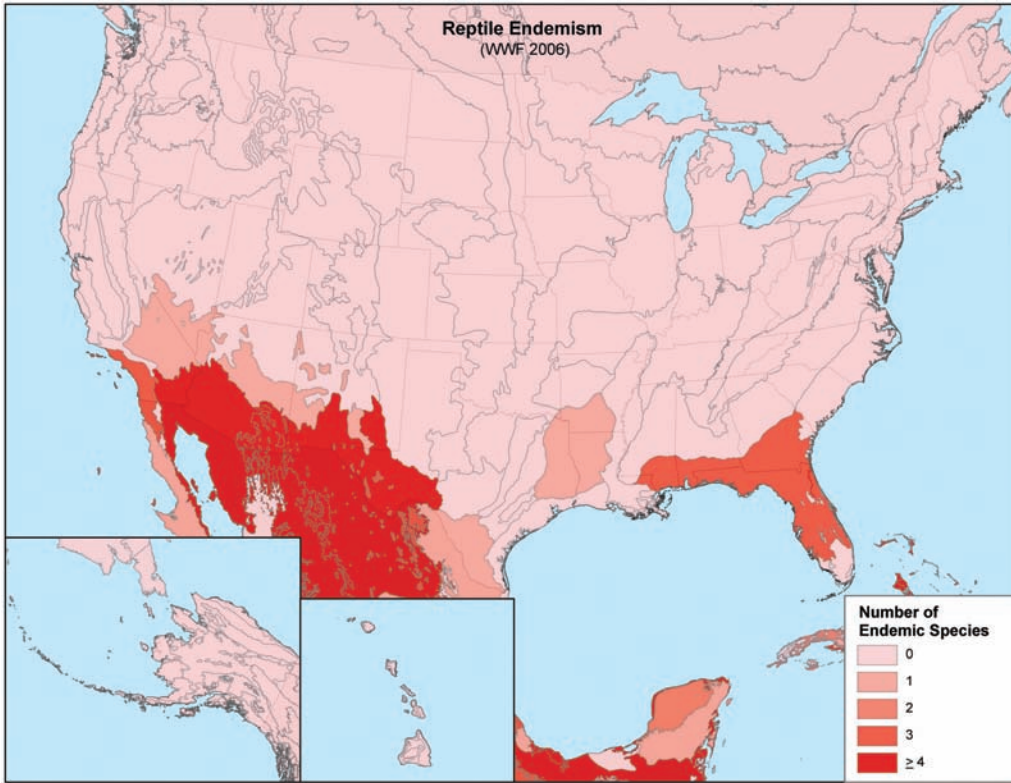 Reptile Endemism
(WWF 2006)
Number of
Endemic Species
0
1
2
3
≥ 4